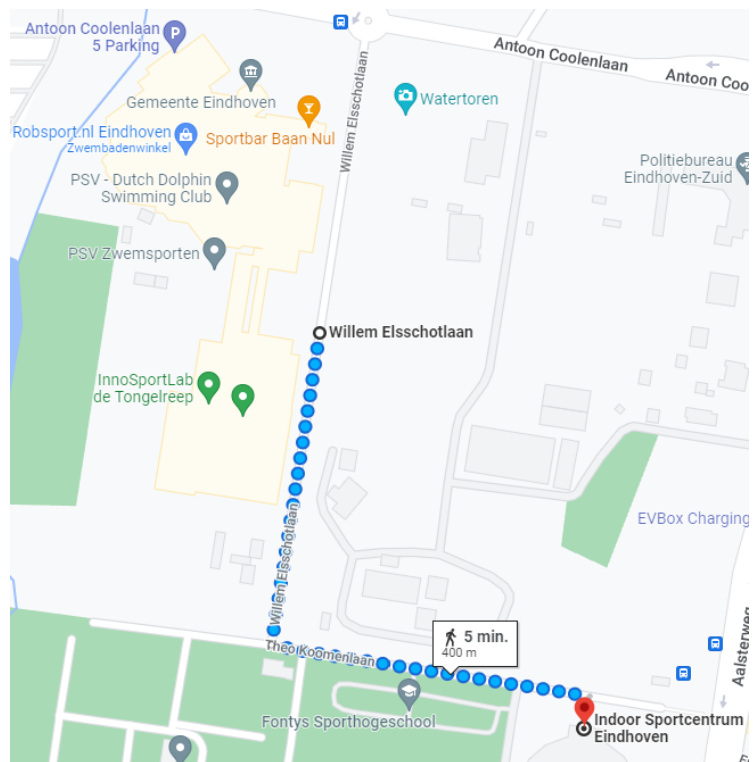 Antoon Coolenlaan
5 Parking
P
Antoon Coolenlaan
Antoon Coo
Gemeente Eindhoven
Watertoren
Robsport.nl Eindhoven
Zwembadenwinkel
Sportbar Baan Nul
Willem Elsschotlaan
Politiebureau
Eindhoven-Zuid
PSV - Dutch Dolphin
Swimming Club
PSV Zwemsporten
Willem Elsschotlaan
InnoSportLab
de Tongelreep
EVBox Charging
Willem Elsschotlaan
5 min.
400 m
Theo Koomenlaan
Aalsterweg
Fontys Sporthogeschool
Indoor Sportcentrum
Eindhoven